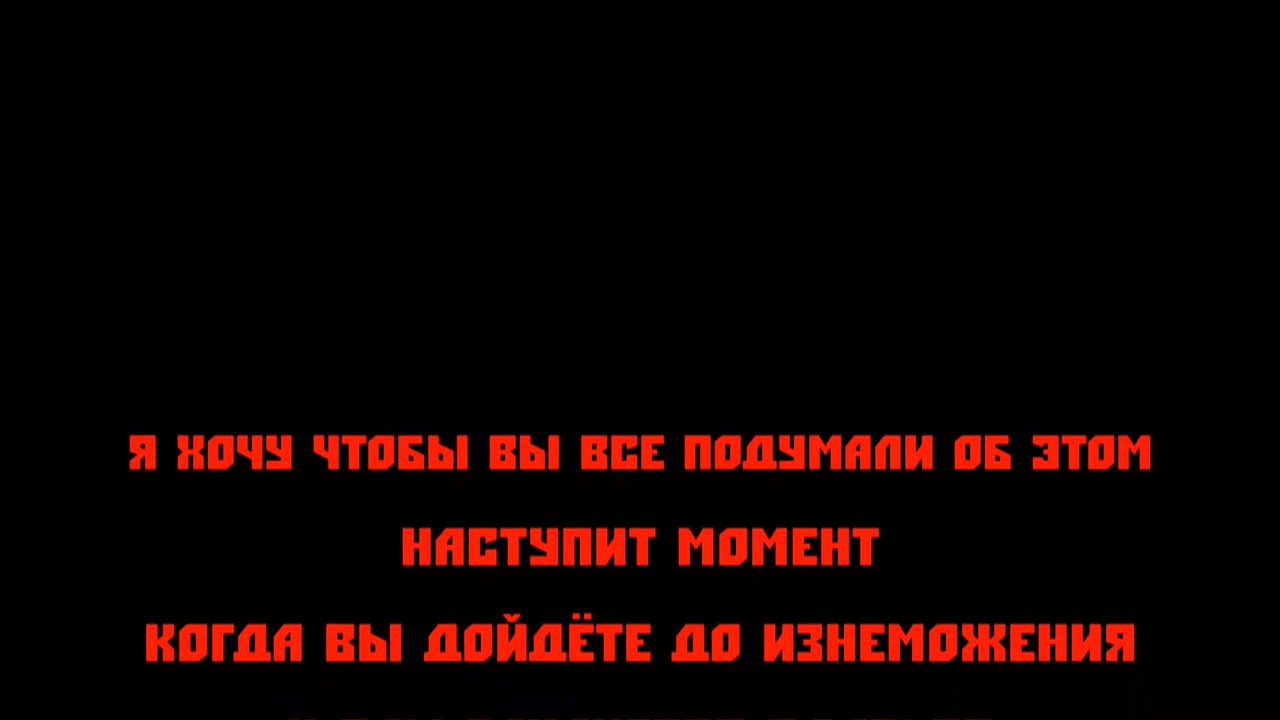 Я ХОЧУ ЧТОБЫ ВЫ ВСЕ ПОДУМАЛИ ОБ ЭТОМ
НАСТУПИТ МОМЕНТ
КОГДА ВЫ ДОЙДЁТЕ ДО ИЗНЕМОЖЕНИЯ